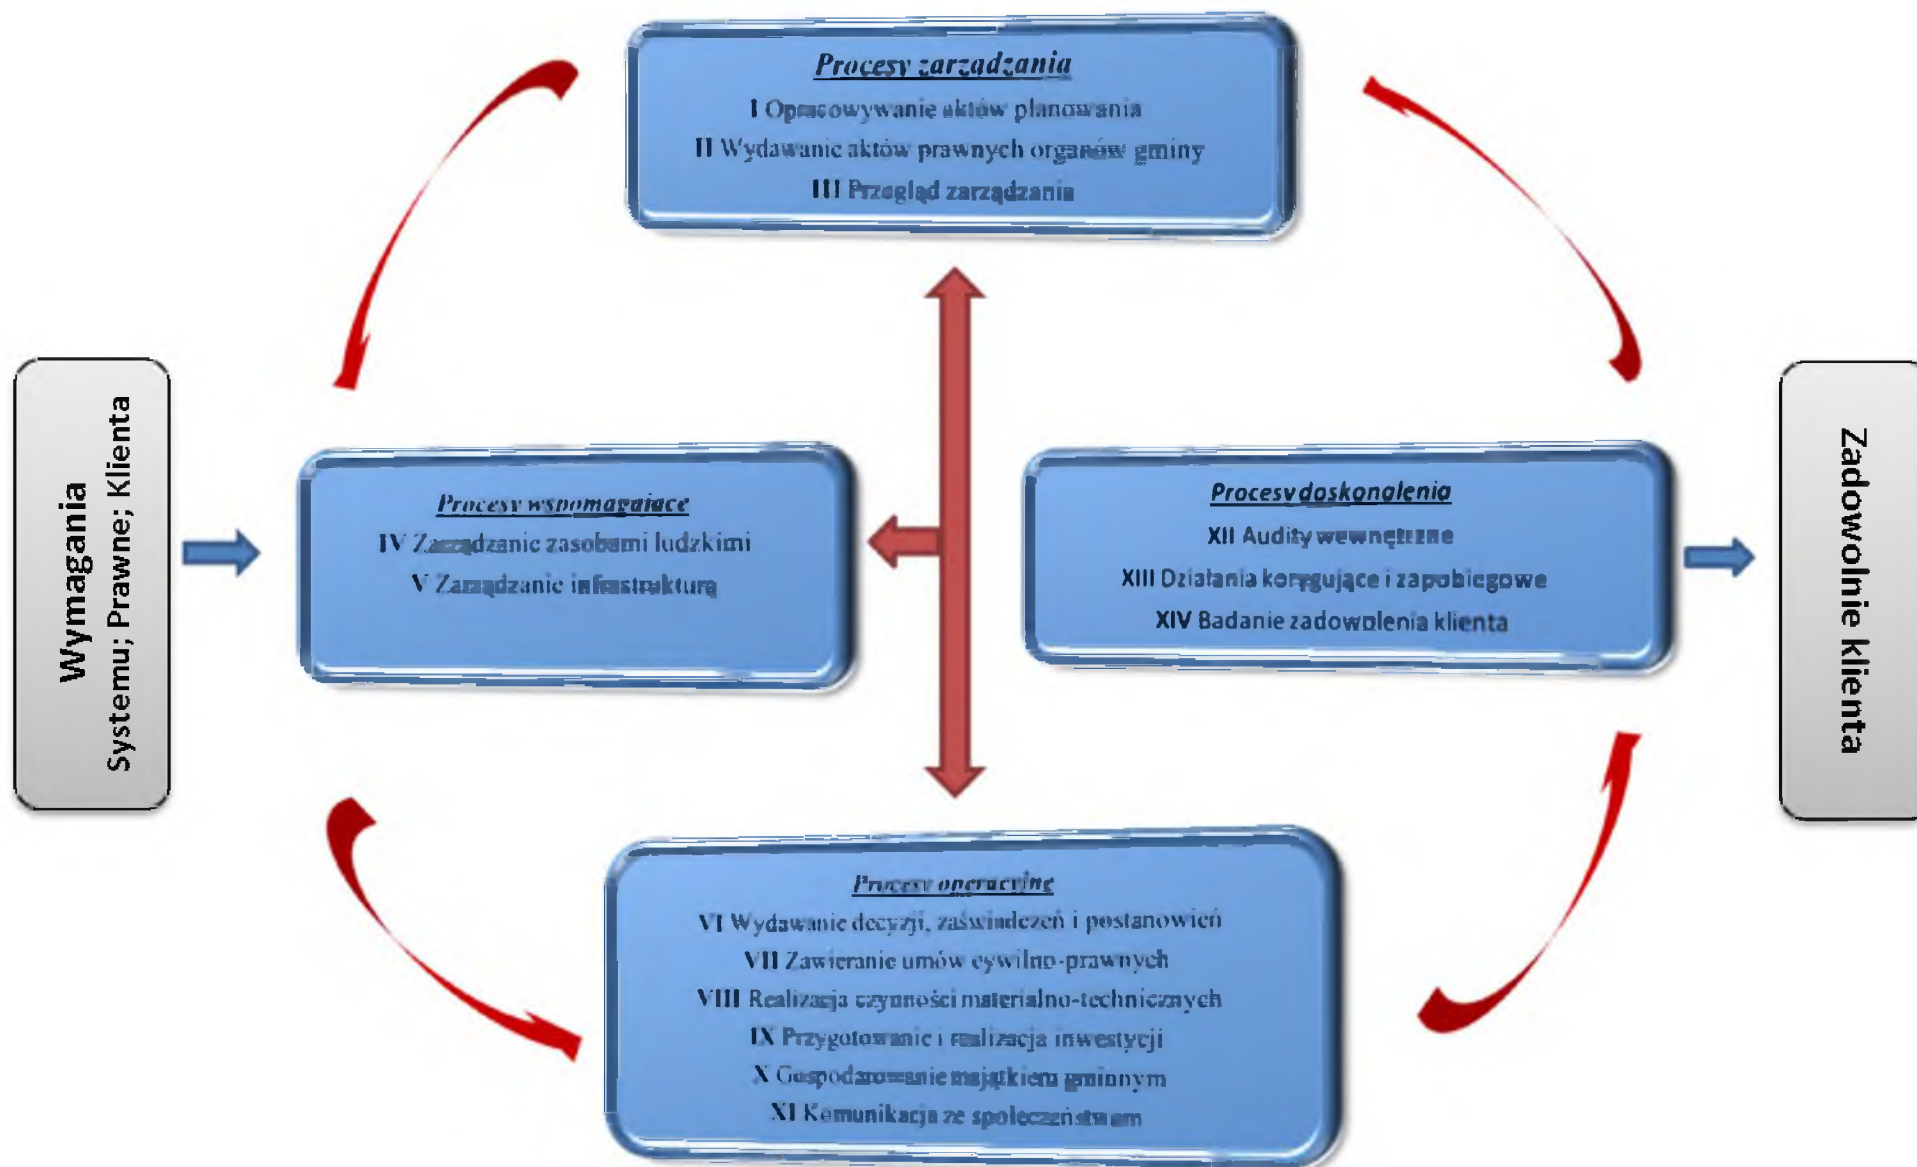 Procesy zarządzania
I Opracowywanie aktów planowania
II Wydawanie aktów prawnych organów gminy
III Przegląd zarządzania
Wymagania
Systemu; Prawne; Klienta
Procesy wspomagające
IV Zarządzanie zasobami ludzkimi
V Zarządzanie infrastrukturą
Procesy doskonalenia
XII Audity wewnętrzne
XIII Działania korygujące i zapobiegowe
XIV Badanie zadowolenia klienta
Zadowolnie klienta
Procesy operacyjne
VI Wydawanie decyzji, zaświadczeń i postanowień
VII Zawieranie umów cywilno-prawnych
VIII Realizacja czynności materialno-technicznych
IX Przygotowanie i realizacja inwestycji
X Gospodarowanie majątkiem gminnym
XI Komunikacja ze społeczeństwem